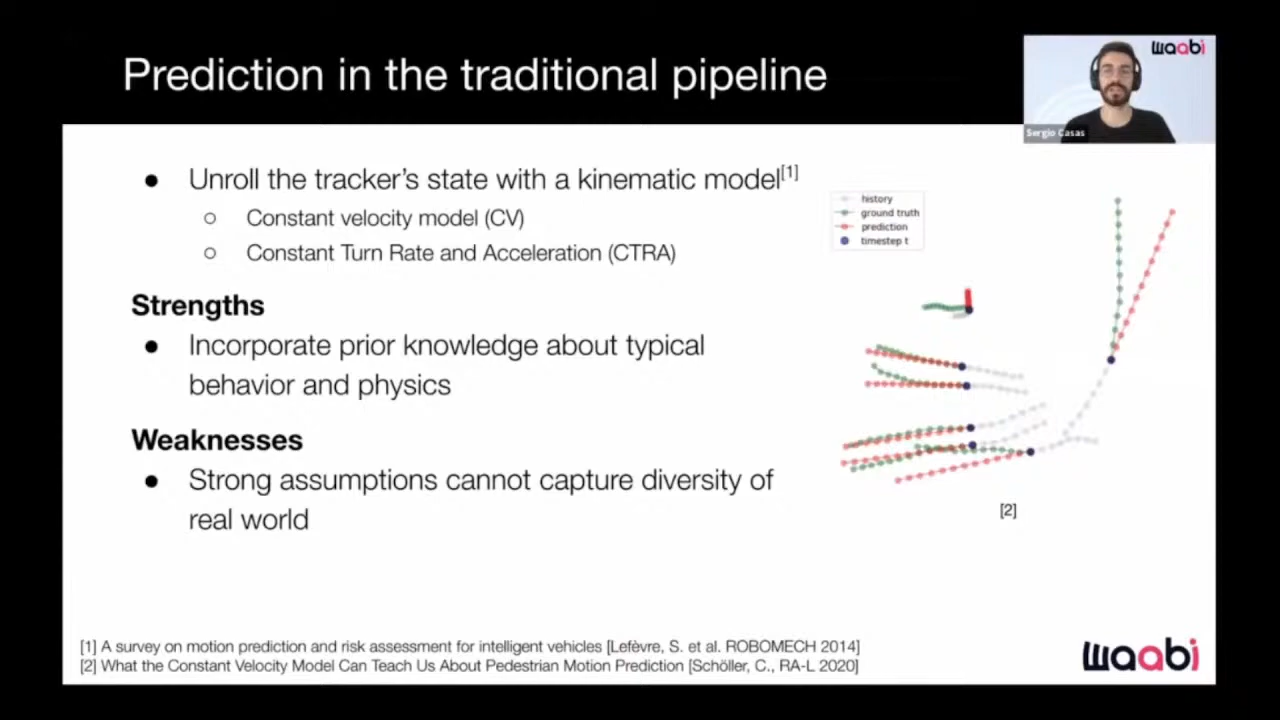 Prediction in the traditional pipeline
waabi
Sergio Casas
● Unroll the tracker's state with a kinematic model[1]
○ Constant velocity model (CV)
○ Constant Turn Rate and Acceleration (CTRA)
Strengths
● Incorporate prior knowledge about typical
behavior and physics
Weaknesses
● Strong assumptions cannot capture diversity of
real world
history
ground truth
prediction
timestep t
[2]
[1] A survey on motion prediction and risk assessment for intelligent vehicles [Lefèvre, S. et al. ROBOMECH 2014]
[2] What the Constant Velocity Model Can Teach Us About Pedestrian Motion Prediction [Schöller, C., RA-L 2020]
waabi